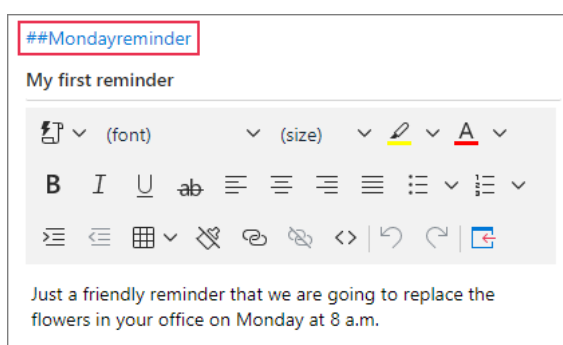 ##Mondayreminder
My first reminder
(font) (size) A
B I U ab
Just a friendly reminder that we are going to replace the
flowers in your office on Monday at 8 a.m.